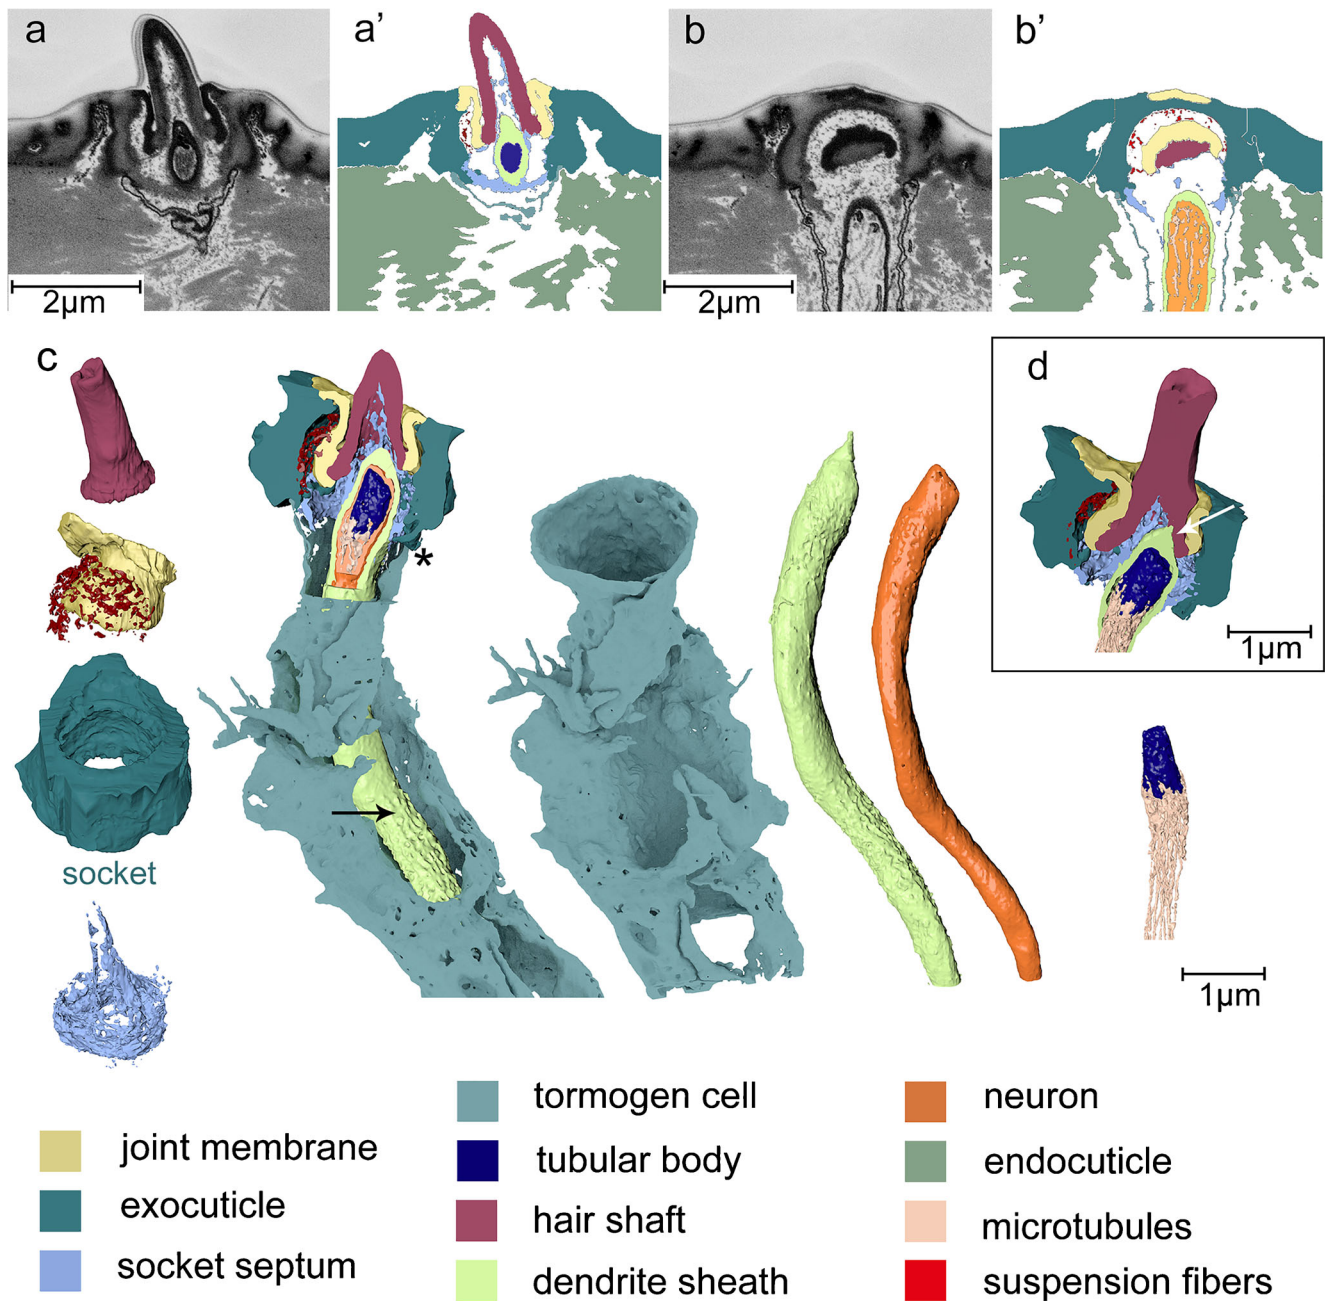 a
a’
b
b’
2μm
2μm
c
d
*
1μm
socket
1μm
tormogen cell
neuron
joint membrane
tubular body
endocuticle
exocuticle
hair shaft
microtubules
socket septum
dendrite sheath
suspension fibers